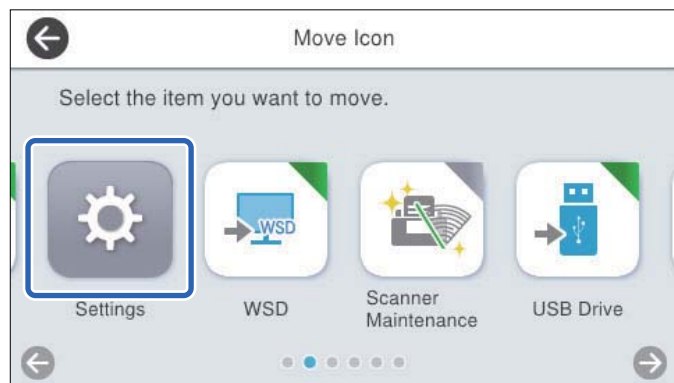 Move Icon
Select the item you want to move.
WSD
Settings
WSD
Scanner
Maintenance
USB Drive